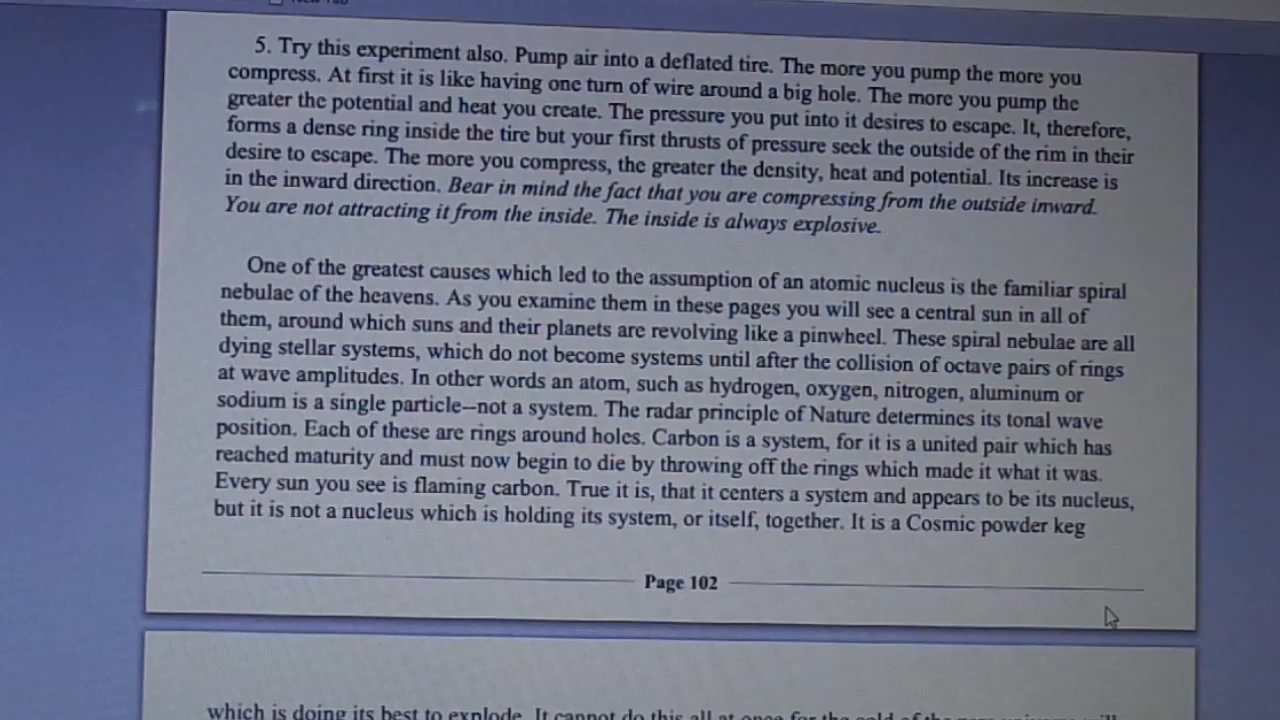 New Tab
5. Try this experiment also. Pump air into a deflated tire. The more you pump the more you
compress. At first it is like having one turn of wire around a big hole. The more you pump the
greater the potential and heat you create. The pressure you put into it desires to escape. It, therefore,
forms a dense ring inside the tire but your first thrusts of pressure seek the outside of the rim in their
desire to escape. The more you compress, the greater the density, heat and potential. Its increase is
in the inward direction. Bear in mind the fact that you are compressing from the outside inward.
You are not attracting it from the inside. The inside is always explosive.
One of the greatest causes which led to the assumption of an atomic nucleus is the familiar spiral
nebulae of the heavens. As you examine them in these pages you will see a central sun in all of
them, around which suns and their planets are revolving like a pinwheel. These spiral nebulae are all
dying stellar systems, which do not become systems until after the collision of octave pairs of rings
at wave amplitudes. In other words an atom, such as hydrogen, oxygen, nitrogen, aluminum or
sodium is a single particle--not a system. The radar principle of Nature determines its tonal wave
position. Each of these are rings around holes. Carbon is a system, for it is a united pair which has
reached maturity and must now begin to die by throwing off the rings which made it what it was.
Every sun you see is flaming carbon. True it is, that it centers a system and appears to be its nucleus,
but it is not a nucleus which is holding its system, or itself, together. It is a Cosmic powder keg
Page 102
which is doing its best to explode. It cannot do this all at once for the cold of the